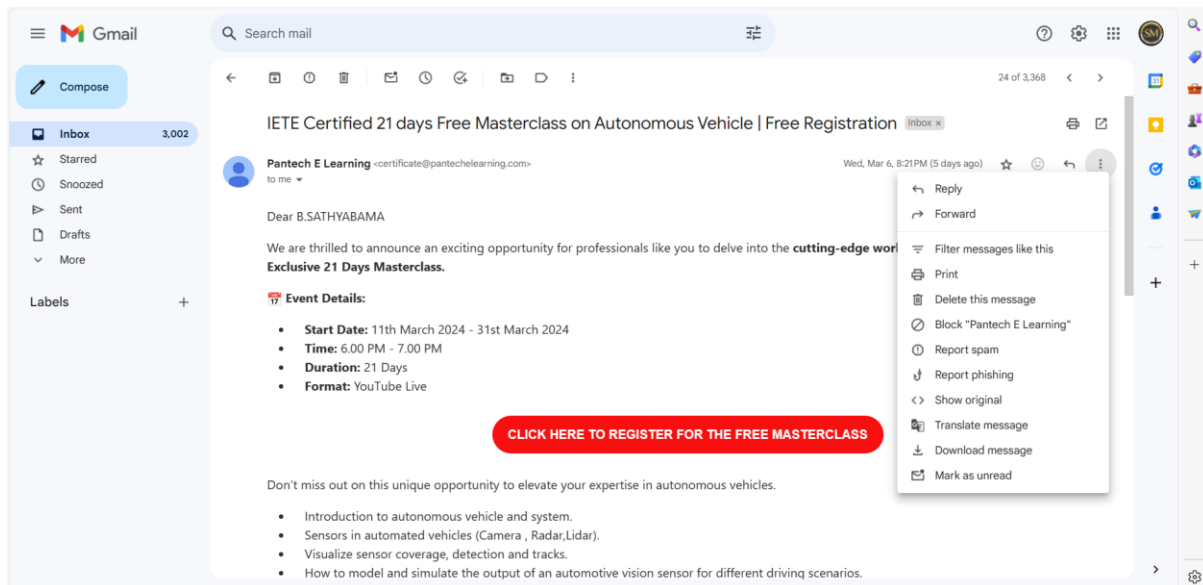 Gmail
Search mail
SM
Compose
24 of 3,368
31
IETE Certified 21 days Free Masterclass on Autonomous Vehicle | Free Registration Inbox ×
Inbox 3,002
Starred
Snoozed
Sent
Drafts
More
Labels
Pantech E Learning <certificate@pantechelearning.com> Wed, Mar 6, 8:21 PM (5 days ago)
to me
Dear B.SATHYABAMA
We are thrilled to announce an exciting opportunity for professionals like you to delve into the cutting-edge wor
Exclusive 21 Days Masterclass.
Event Details:
• Start Date: 11th March 2024 - 31st March 2024
• Time: 6.00 PM - 7.00 PM
• Duration: 21 Days
• Format: YouTube Live
CLICK HERE TO REGISTER FOR THE FREE MASTERCLASS
Don't miss out on this unique opportunity to elevate your expertise in autonomous vehicles.
• Introduction to autonomous vehicle and system.
• Sensors in automated vehicles (Camera , Radar,Lidar).
• Visualize sensor coverage, detection and tracks.
• How to model and simulate the output of an automotive vision sensor for different driving scenarios.
Reply
Forward
Filter messages like this
Print
Delete this message
Block "Pantech E Learning"
Report spam
Report phishing
Show original
Translate message
Download message
Mark as unread